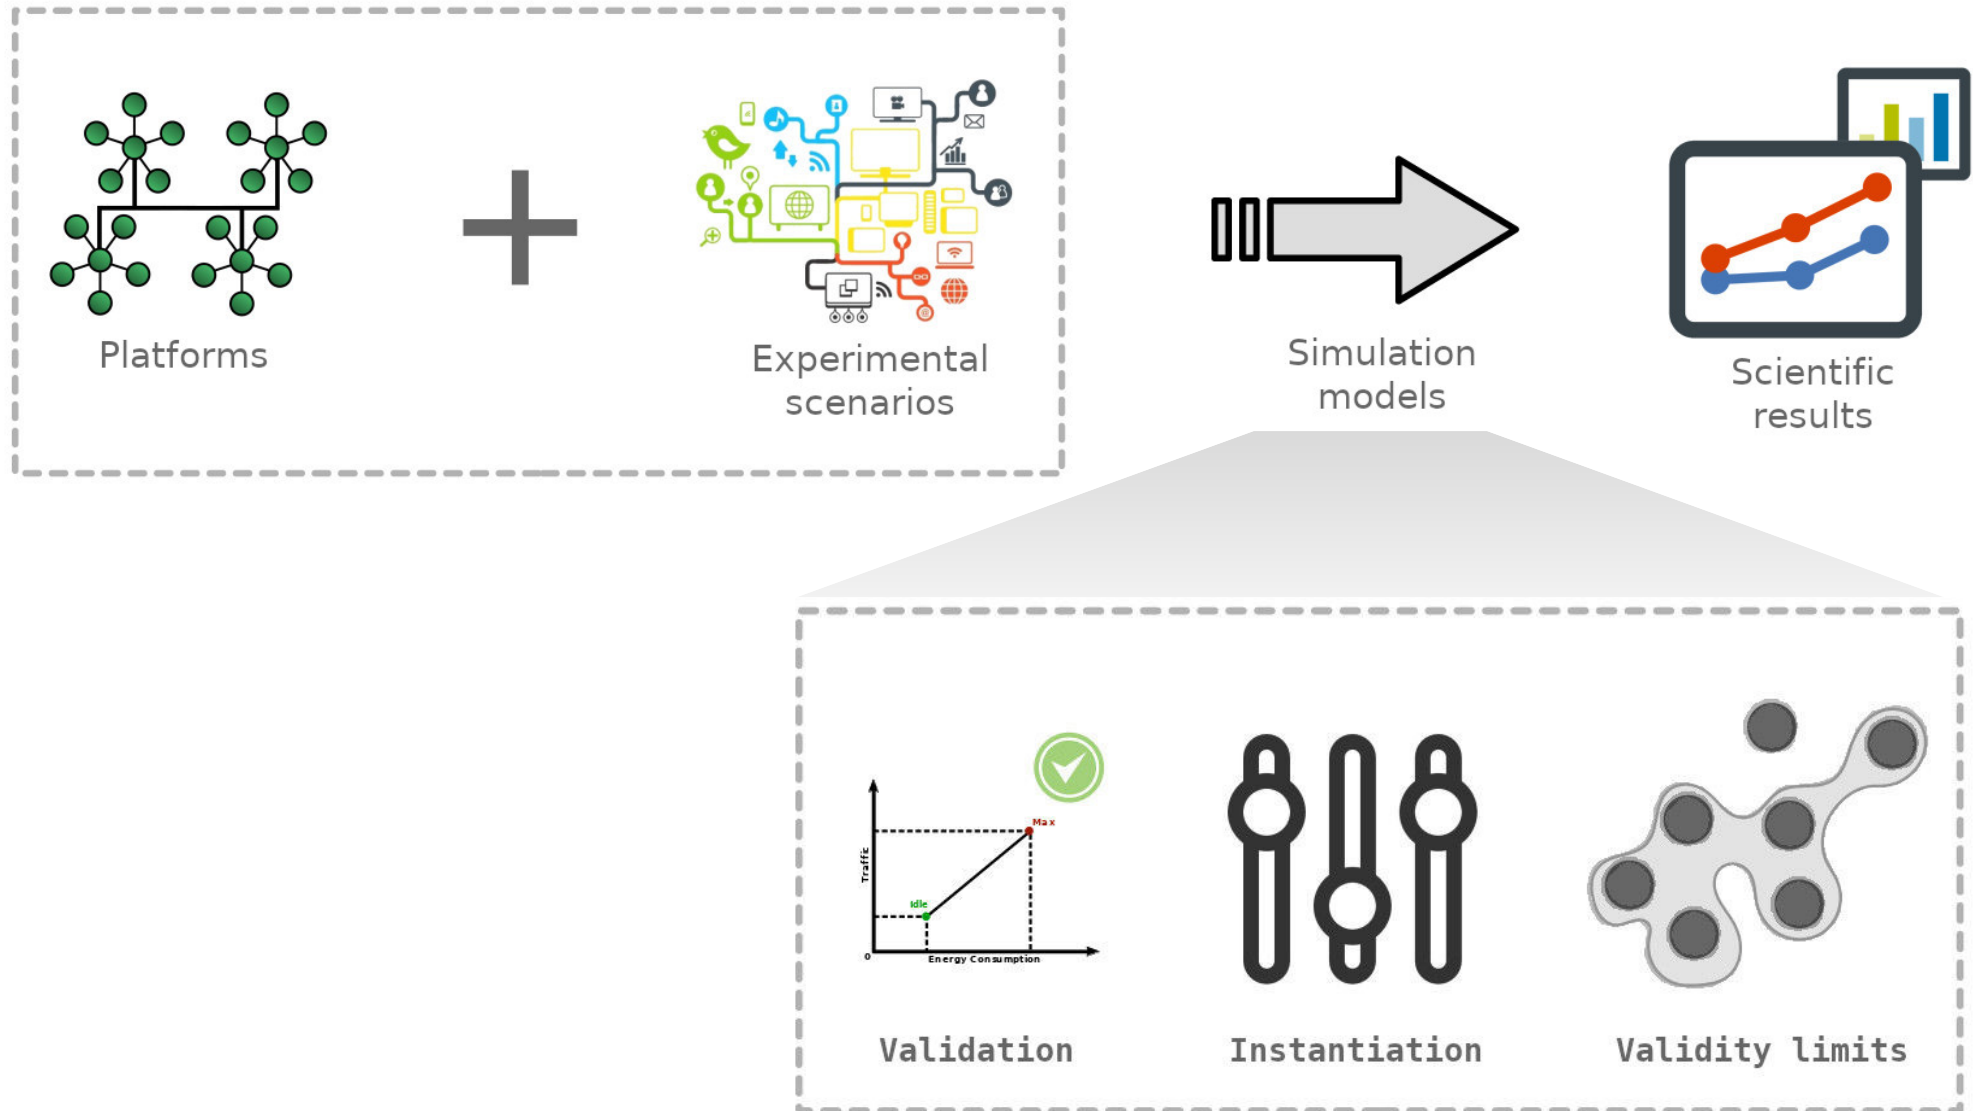 Platforms
Experimental
scenarios
Simulation
models
Scientific
results
Max
Traffic
Idle
0
Energy Consumption
Validation
Instantiation
Validity limits